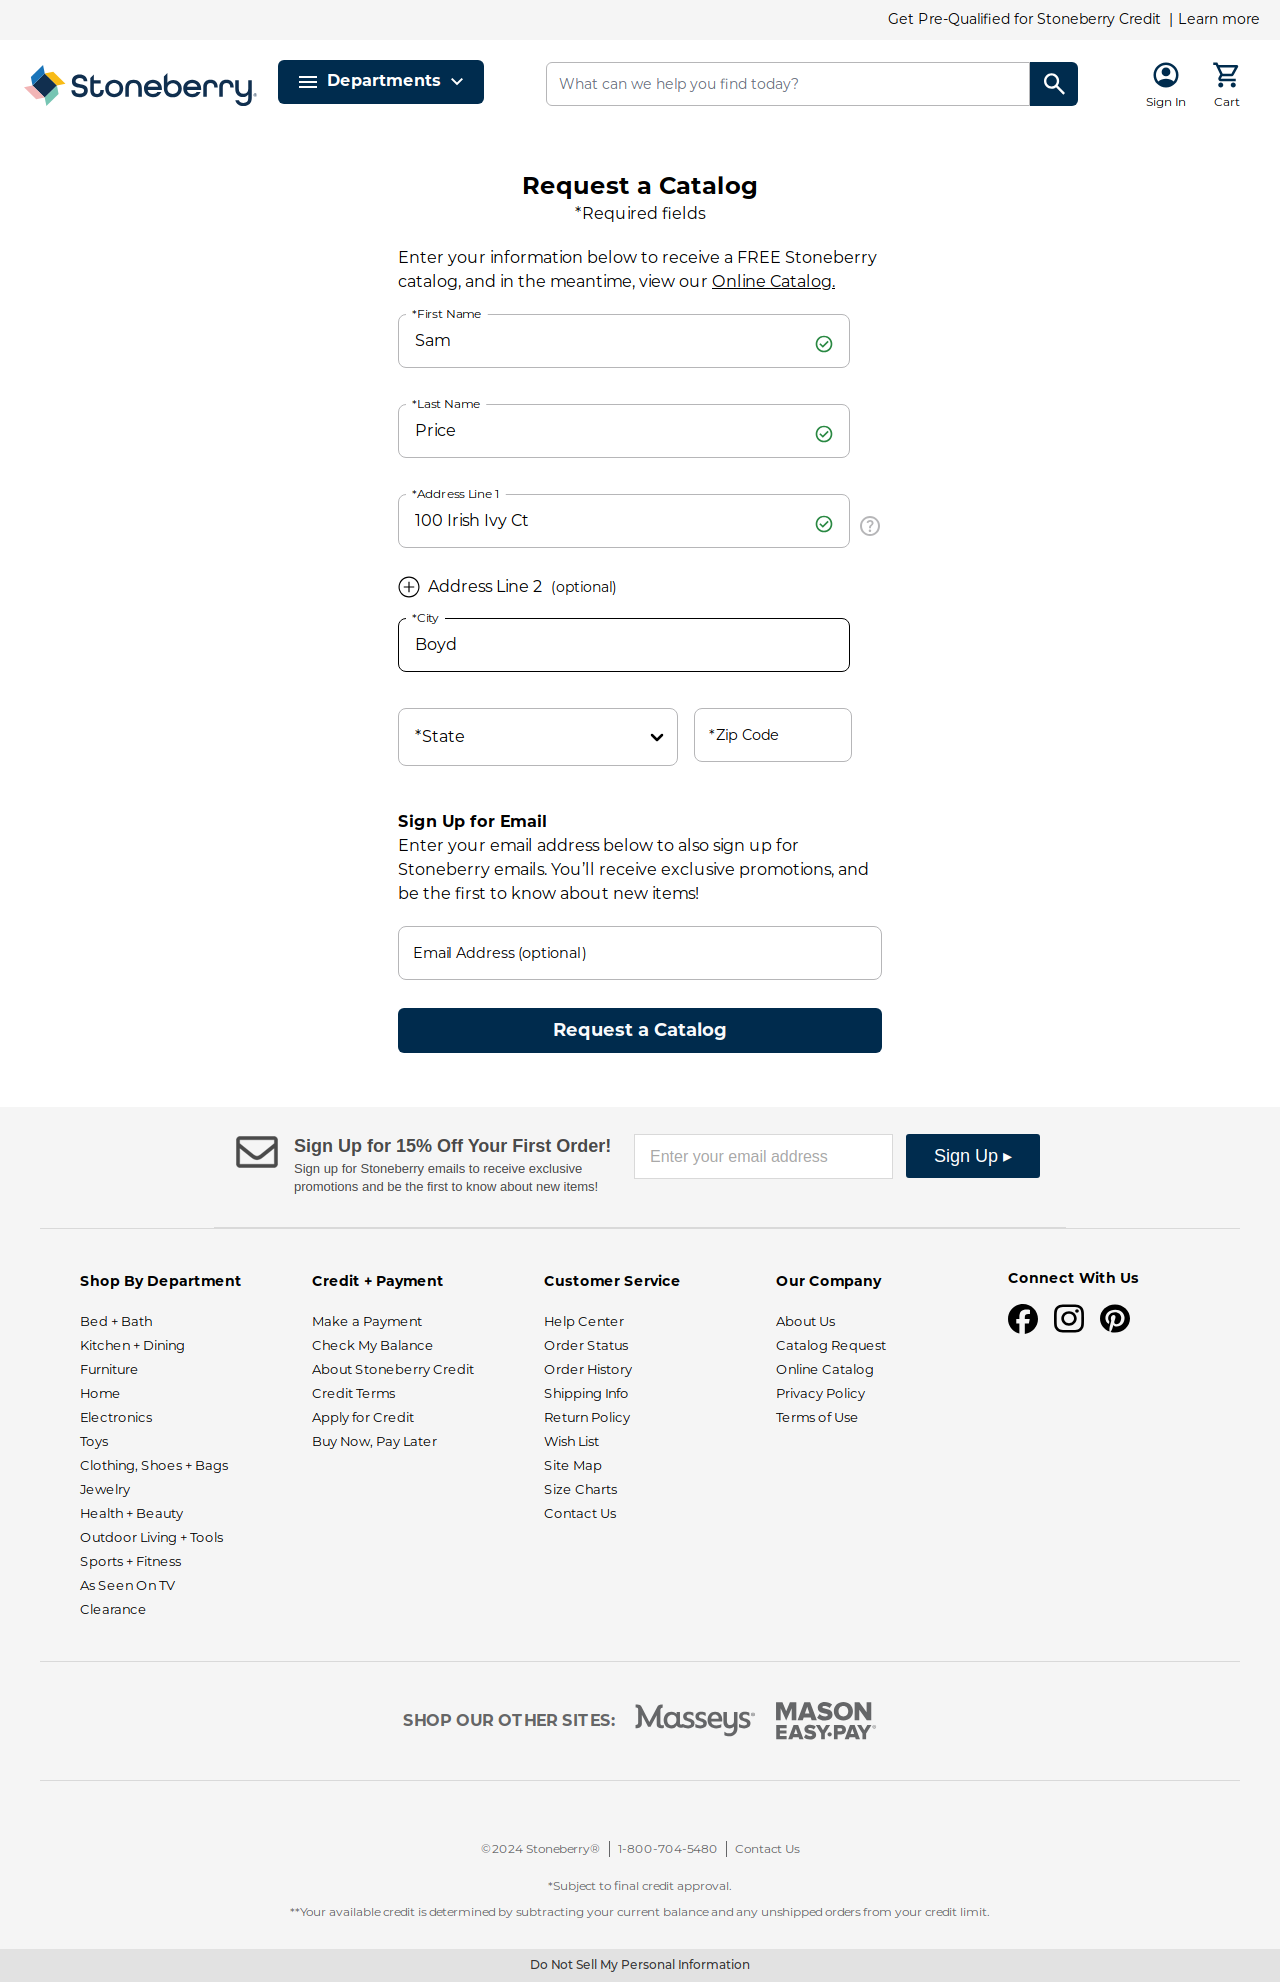 Get Pre-Qualified for Stoneberry Credit | Learn more
Stoneberry®
Departments
What can we help you find today?
Sign In
Cart
Request a Catalog
*Required fields
Enter your information below to receive a FREE Stoneberry
catalog, and in the meantime, view our Online Catalog.
*First Name
Sam
*Last Name
Price
*Address Line 1
100 Irish Ivy Ct
Address Line 2 (optional)
*City
Boyd
*State
*Zip Code
Sign Up for Email
Enter your email address below to also sign up for
Stoneberry emails. You’ll receive exclusive promotions, and
be the first to know about new items!
Email Address (optional)
Request a Catalog
Sign Up for 15% Off Your First Order!
Sign up for Stoneberry emails to receive exclusive
promotions and be the first to know about new items!
Enter your email address
Sign Up ▸
Shop By Department
Bed + Bath
Kitchen + Dining
Furniture
Home
Electronics
Toys
Clothing, Shoes + Bags
Jewelry
Health + Beauty
Outdoor Living + Tools
Sports + Fitness
As Seen On TV
Clearance
Credit + Payment
Make a Payment
Check My Balance
About Stoneberry Credit
Credit Terms
Apply for Credit
Buy Now, Pay Later
Customer Service
Help Center
Order Status
Order History
Shipping Info
Return Policy
Wish List
Site Map
Size Charts
Contact Us
Our Company
About Us
Catalog Request
Online Catalog
Privacy Policy
Terms of Use
Connect With Us
SHOP OUR OTHER SITES:
Masseys®
MASON
EASY•PAY®
©2024 Stoneberry® | 1-800-704-5480 | Contact Us
*Subject to final credit approval.
**Your available credit is determined by subtracting your current balance and any unshipped orders from your credit limit.
Do Not Sell My Personal Information